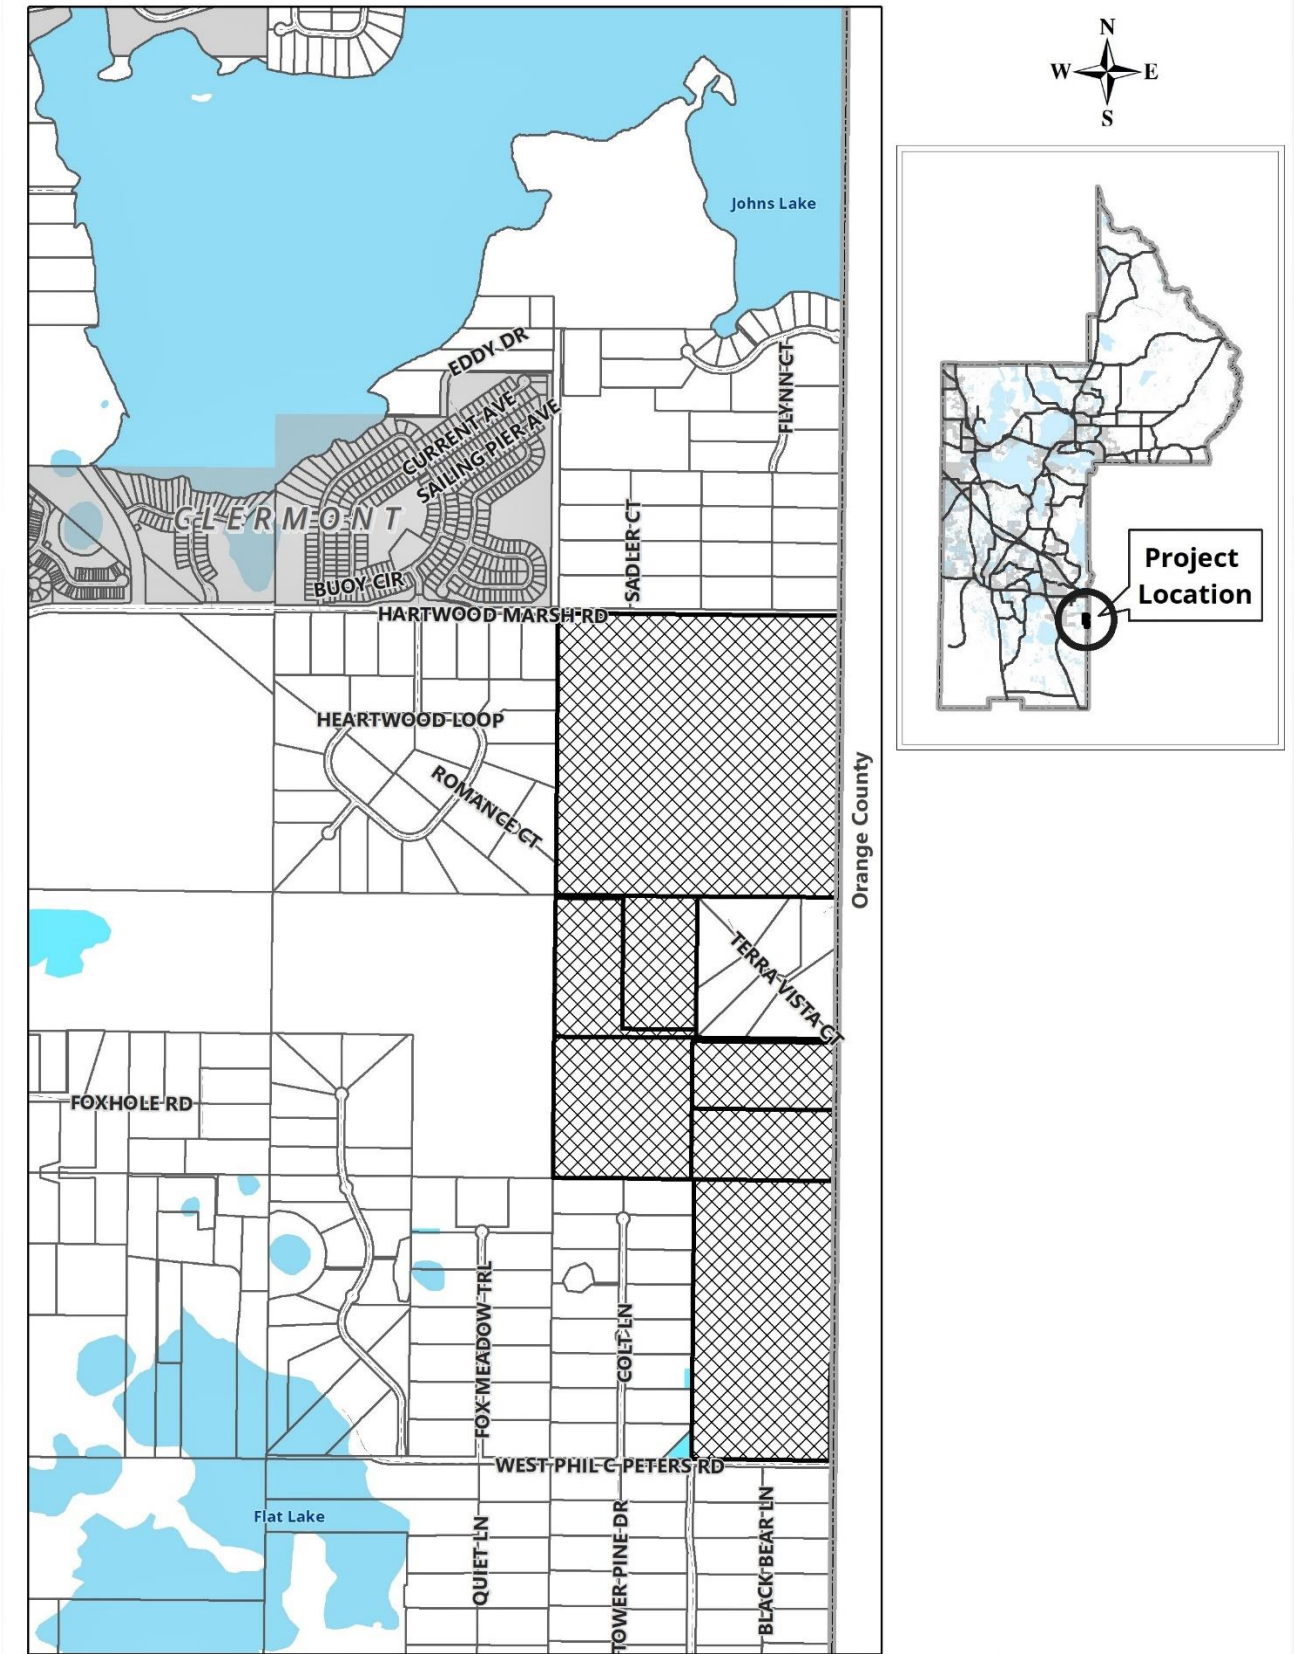 N
W E
S
Johns Lake
EDDY DR
FLYNN CT
CURRENT AVE
SAILING PIER AVE
CLERMONT
SADLER CT
BUOY CIR
HARTWOOD MARSH RD
Project
Location
HEARTWOOD LOOP
ROMANCE CT
Orange County
TERRA VISTA CT
FOXHOLE RD
FOX MEADOW TRL
COLT LN
WEST PHIL C PETERS RD
Flat Lake
QUIET LN
TOWER PINE DR
BLACK BEAR LN